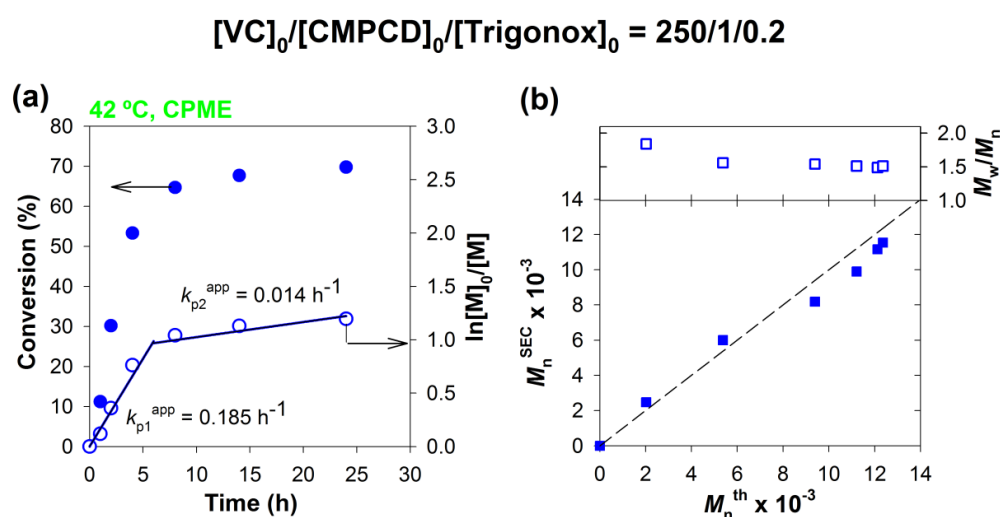 [VC]₀/[CMPCD]₀/[Trigonox]₀ = 250/1/0.2
(a)
42 ºC, CPME
80
70
60
50
40
30
20
10
0
Conversion (%)
3.0
2.5
2.0
1.5
1.0
0.5
0.0
ln[M]₀/[M]
kp2ᵃᵖᵖ = 0.014 h⁻¹
kp1ᵃᵖᵖ = 0.185 h⁻¹
0 5 10 15 20 25 30
Time (h)
(b)
2.0
1.5
1.0
Mw/Mn
14
12
10
8
6
4
2
0
Mn^SEC x 10⁻³
0 2 4 6 8 10 12 14
Mn^th x 10⁻³